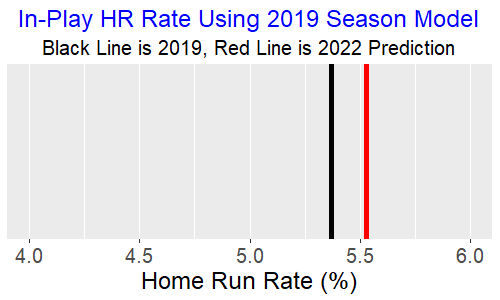 In-Play HR Rate Using 2019 Season Model
Black Line is 2019, Red Line is 2022 Prediction
4.0 4.5 5.0 5.5 6.0
Home Run Rate (%)